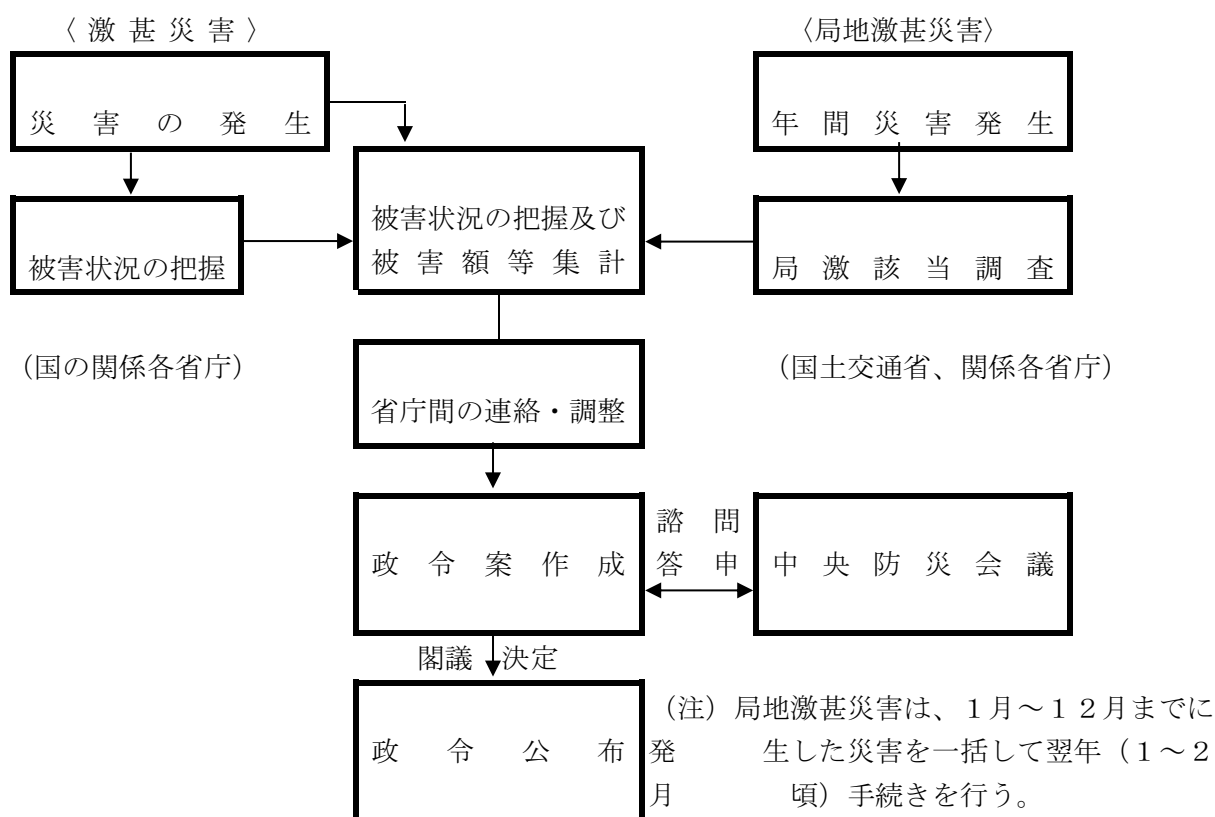 〈 激 甚 災 害 〉
〈局地激甚災害〉
災 害 の 発 生
年 間 災 害 発 生
被害状況の把握
被害状況の把握及び
被 害 額 等 集 計
局 激 該 当 調 査
（国の関係各省庁）
（国土交通省、関係各省庁）
省庁間の連絡・調整
政 令 案 作 成
諮 問
答 申
中 央 防 災 会 議
閣議 決定
政 令 公 布
（注）局地激甚災害は、１月～１２月までに
発 生した災害を一括して翌年（１～２
月 頃）手続きを行う。